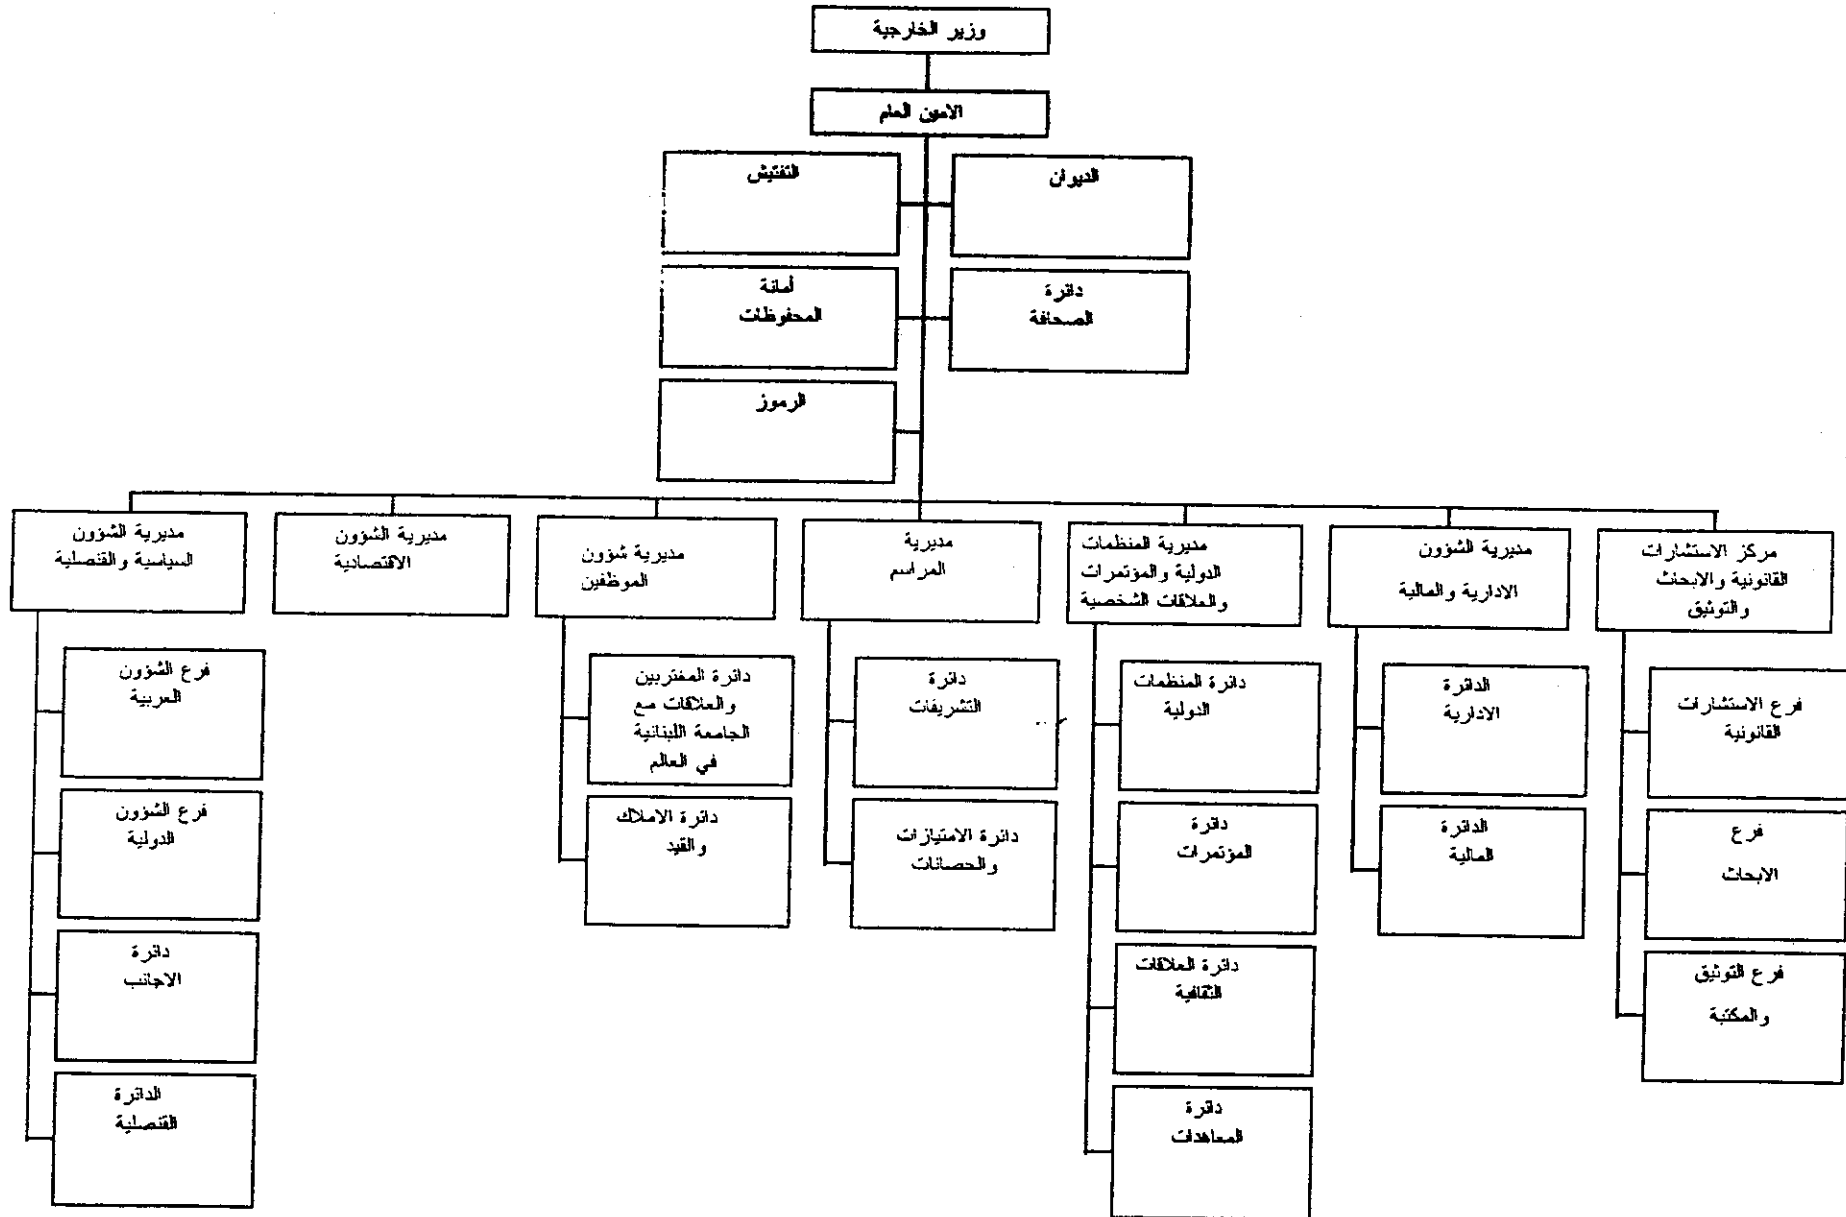 وزير الخارجية
الامين العام
الديوان
التفتيش
دائرة
الصحافة
أمانة
المحفوظات
الرموز
مركز الاستشارات
القانونية والابحاث
والتوثيق
مديرية الشؤون
الادارية والمالية
مديرية المنظمات
الدولية والمؤتمرات
والعلاقات الشخصية
مديرية
المراسم
مديرية شؤون
الموظفين
مديرية الشؤون
الاقتصادية
مديرية الشؤون
السياسية والقنصلية
فرع الاستشارات
القانونية
فرع
الابحاث
فرع التوثيق
والمكتبة
الدائرة
الادارية
الدائرة
المالية
دائرة المنظمات
الدولية
دائرة
المؤتمرات
دائرة العلاقات
الثقافية
دائرة
المعاهدات
دائرة
التشريفات
دائرة الامتيازات
والحصانات
دائرة المغتربين
والعلاقات مع
الجامعة اللبنانية
في العالم
دائرة الاملاك
والقيد
فرع الشؤون
العربية
فرع الشؤون
الدولية
دائرة
الاجانب
الدائرة
القنصلية